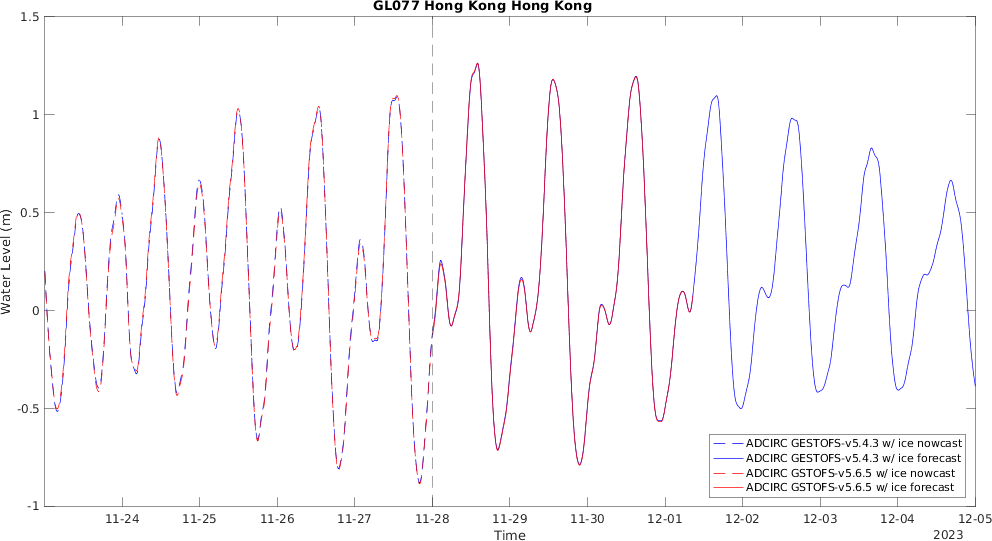 GL077 Hong Kong Hong Kong
1.5
1
0.5
0
-0.5
-1
Water Level (m)
ADCIRC GESTOFS-v5.4.3 w/ ice nowcast
ADCIRC GESTOFS-v5.4.3 w/ ice forecast
ADCIRC GSTOFS-v5.6.5 w/ ice nowcast
ADCIRC GSTOFS-v5.6.5 w/ ice forecast
11-24 11-25 11-26 11-27 11-28 11-29 11-30 12-01 12-02 12-03 12-04 12-05
Time
2023